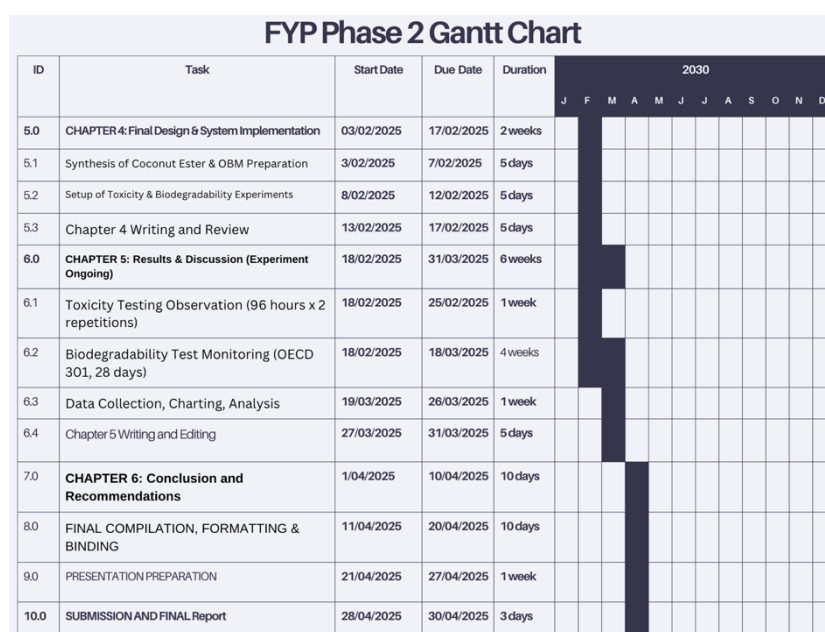 FYP Phase 2 Gantt Chart
ID Task Start Date Due Date Duration 2030
J F M A M J J A S O N D
5.0 CHAPTER 4: Final Design & System Implementation 03/02/2025 17/02/2025 2 weeks
5.1 Synthesis of Coconut Ester & OBM Preparation 3/02/2025 7/02/2025 5 days
5.2 Setup of Toxicity & Biodegradability Experiments 8/02/2025 12/02/2025 5 days
5.3 Chapter 4 Writing and Review 13/02/2025 17/02/2025 5 days
6.0 CHAPTER 5: Results & Discussion (Experiment 18/02/2025 31/03/2025 6 weeks
Ongoing)
6.1 Toxicity Testing Observation (96 hours x 2 18/02/2025 25/02/2025 1 week
repetitions)
6.2 Biodegradability Test Monitoring (OECD 18/02/2025 18/03/2025 4 weeks
301, 28 days)
6.3 Data Collection, Charting, Analysis 19/03/2025 26/03/2025 1 week
6.4 Chapter 5 Writing and Editing 27/03/2025 31/03/2025 5 days
7.0 CHAPTER 6: Conclusion and 1/04/2025 10/04/2025 10 days
Recommendations
8.0 FINAL COMPILATION, FORMATTING & 11/04/2025 20/04/2025 10 days
BINDING
9.0 PRESENTATION PREPARATION 21/04/2025 27/04/2025 1 week
10.0 SUBMISSION AND FINAL Report 28/04/2025 30/04/2025 3 days